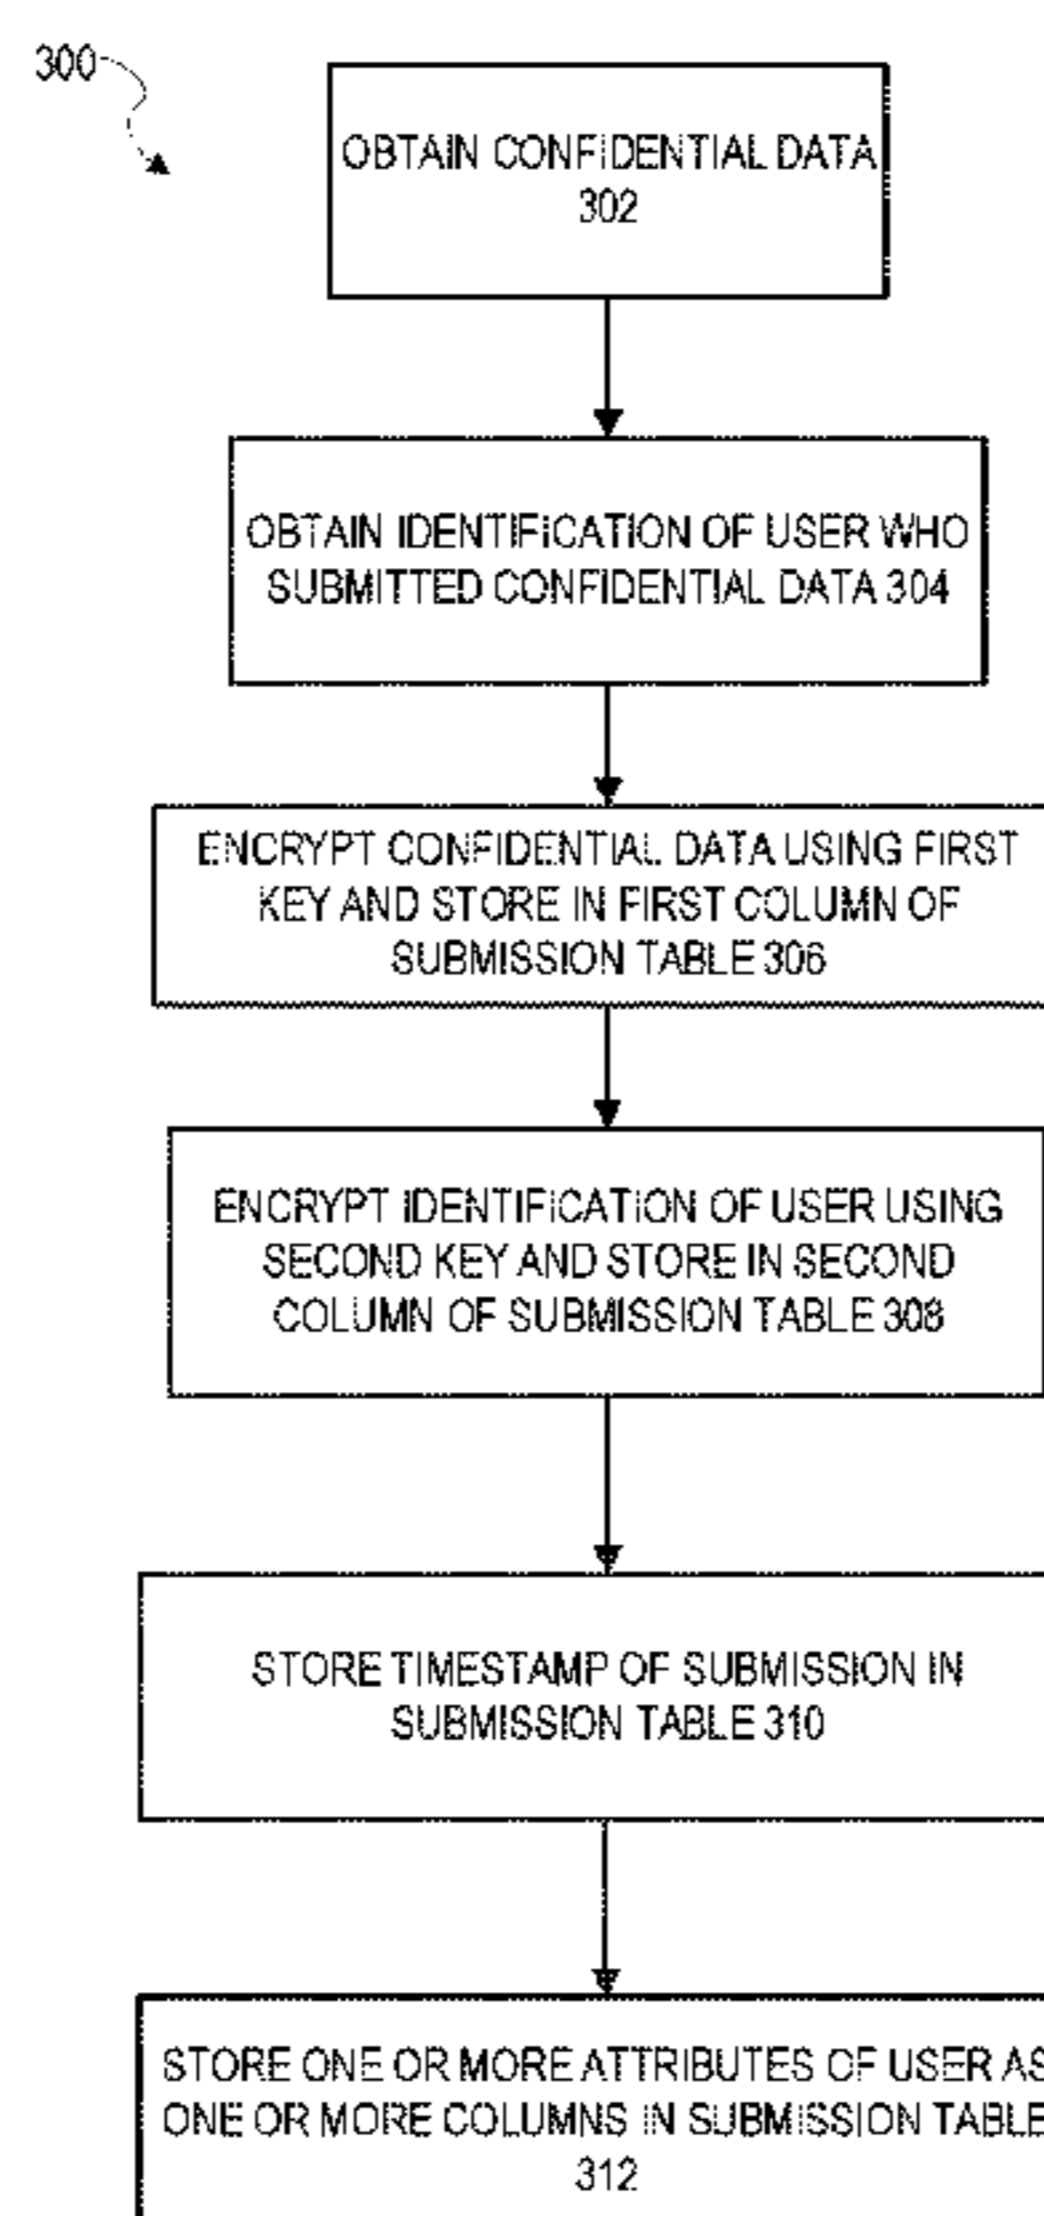 300
OBTAIN CONFIDENTIAL DATA
302
OBTAIN IDENTIFICATION OF USER WHO
SUBMITTED CONFIDENTIAL DATA 304
ENCRYPT CONFIDENTIAL DATA USING FIRST
KEY AND STORE IN FIRST COLUMN OF
SUBMISSION TABLE 306
ENCRYPT IDENTIFICATION OF USER USING
SECOND KEY AND STORE IN SECOND
COLUMN OF SUBMISSION TABLE 308
STORE TIMESTAMP OF SUBMISSION IN
SUBMISSION TABLE 310
STORE ONE OR MORE ATTRIBUTES OF USER AS
ONE OR MORE COLUMNS IN SUBMISSION TABLE
312